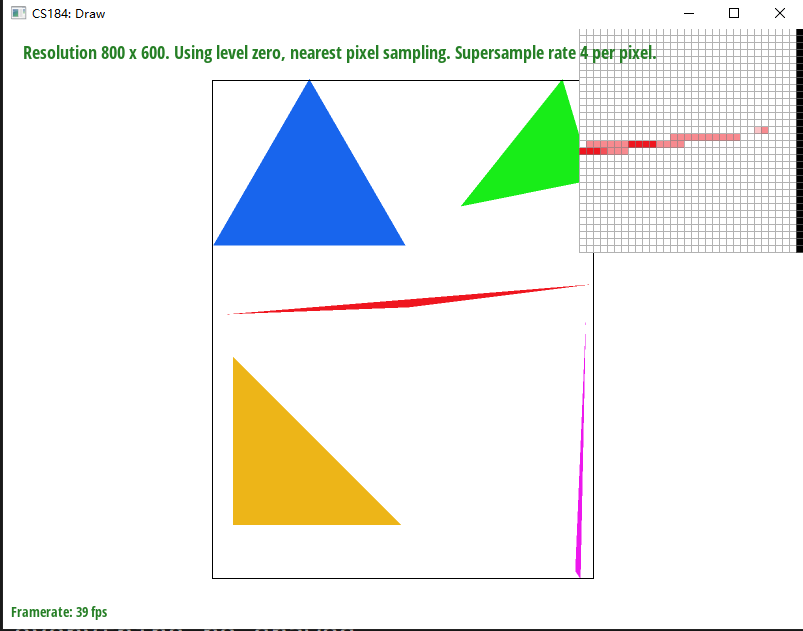 CS184: Draw
Resolution 800 x 600. Using level zero, nearest pixel sampling. Supersample rate 4 per pixel.
Framerate: 39 fps